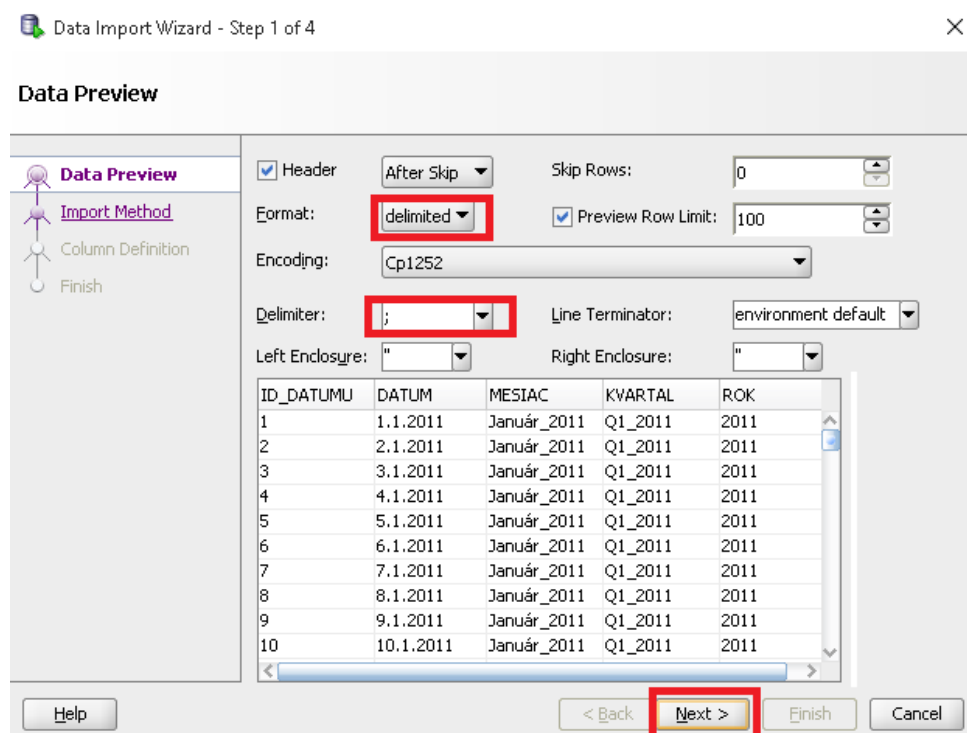 Data Import Wizard - Step 1 of 4
Data Preview
Data Preview
Import Method
Column Definition
Finish
Header After Skip Skip Rows: 0
Format: delimited Preview Row Limit: 100
Encoding: Cp1252
Delimiter: ; Line Terminator: environment default
Left Enclosure: " Right Enclosure: "
ID_DATUMU DATUM MESIAC KVARTAL ROK
1 1.1.2011 Január_2011 Q1_2011 2011
2 2.1.2011 Január_2011 Q1_2011 2011
3 3.1.2011 Január_2011 Q1_2011 2011
4 4.1.2011 Január_2011 Q1_2011 2011
5 5.1.2011 Január_2011 Q1_2011 2011
6 6.1.2011 Január_2011 Q1_2011 2011
7 7.1.2011 Január_2011 Q1_2011 2011
8 8.1.2011 Január_2011 Q1_2011 2011
9 9.1.2011 Január_2011 Q1_2011 2011
10 10.1.2011 Január_2011 Q1_2011 2011
Help < Back Next > Finish Cancel